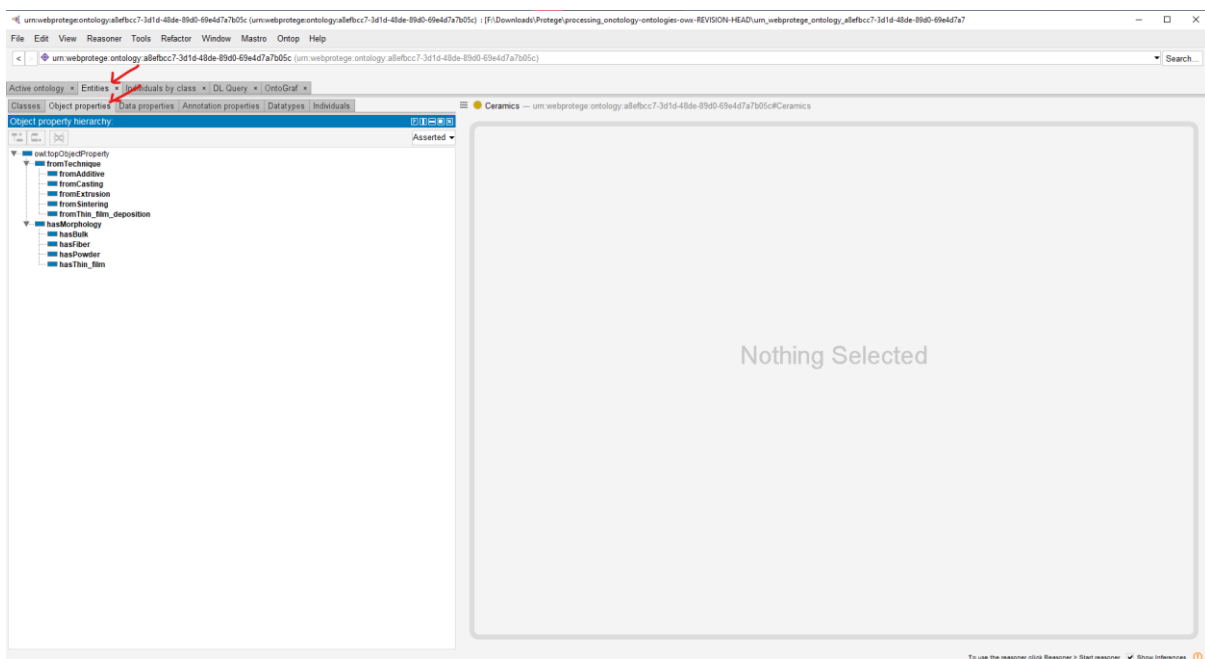 urn:webprotege:ontology:a8efbcc7-3d1d-48de-89d0-69e4d7a7b05c (urn:webprotege:ontology:a8efbcc7-3d1d-48de-89d0-69e4d7a7b05c) : [F:\Downloads\Protege\processing_onotology-ontologies-owx-REVISION-HEAD\urn_webprotege_ontology_a8efbcc7-3d1d-48de-89d0-69e4d7a7
File Edit View Reasoner Tools Refactor Window Mastro Ontop Help
< > urn:webprotege:ontology:a8efbcc7-3d1d-48de-89d0-69e4d7a7b05c (urn:webprotege:ontology:a8efbcc7-3d1d-48de-89d0-69e4d7a7b05c) Search...
Active ontology × Entities × Individuals by class × DL Query × OntoGraf ×
Classes Object properties Data properties Annotation properties Datatypes Individuals
Ceramics — urn:webprotege:ontology:a8efbcc7-3d1d-48de-89d0-69e4d7a7b05c#Ceramics
Object property hierarchy:
Asserted
owl:topObjectProperty
fromTechnique
fromAdditive
fromCasting
fromExtrusion
fromSintering
fromThin_film_deposition
hasMorphology
hasBulk
hasFiber
hasPowder
hasThin_film
Nothing Selected
To use the reasoner click Reasoner > Start reasoner Show Inferences